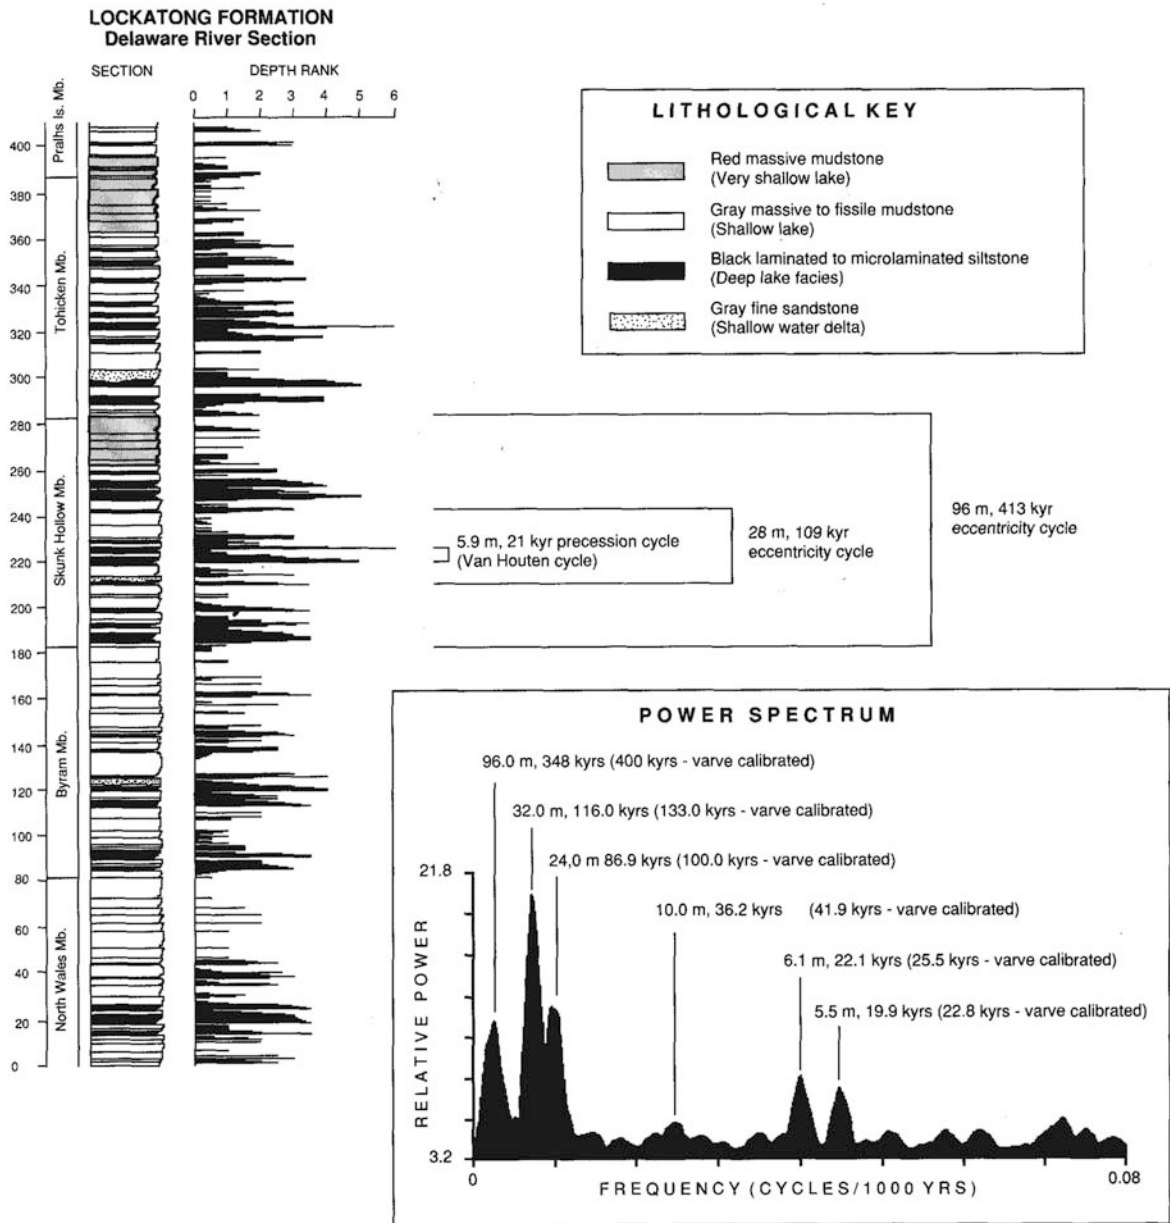 LOCKATONG FORMATION
Delaware River Section
SECTION
DEPTH RANK
0 1 2 3 4 5 6
Pralhs Is. Mb.
Tohicken Mb.
Skunk Hollow Mb.
Byram Mb.
North Wales Mb.
400
380
360
340
320
300
280
260
240
220
200
180
160
140
120
100
80
60
40
20
0
LITHOLOGICAL KEY
Red massive mudstone
(Very shallow lake)
Gray massive to fissile mudstone
(Shallow lake)
Black laminated to microlaminated siltstone
(Deep lake facies)
Gray fine sandstone
(Shallow water delta)
5.9 m, 21 kyr precession cycle
(Van Houten cycle)
28 m, 109 kyr
eccentricity cycle
96 m, 413 kyr
eccentricity cycle
POWER SPECTRUM
96.0 m, 348 kyrs (400 kyrs - varve calibrated)
32.0 m, 116.0 kyrs (133.0 kyrs - varve calibrated)
24,0 m 86.9 kyrs (100.0 kyrs - varve calibrated)
10.0 m, 36.2 kyrs (41.9 kyrs - varve calibrated)
6.1 m, 22.1 kyrs (25.5 kyrs - varve calibrated)
5.5 m, 19.9 kyrs (22.8 kyrs - varve calibrated)
21.8
RELATIVE POWER
3.2
0
FREQUENCY (CYCLES/1000 YRS)
0.08